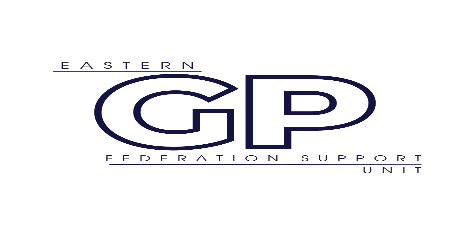 EASTERN
GP
FEDERATION SUPPORT
UNIT